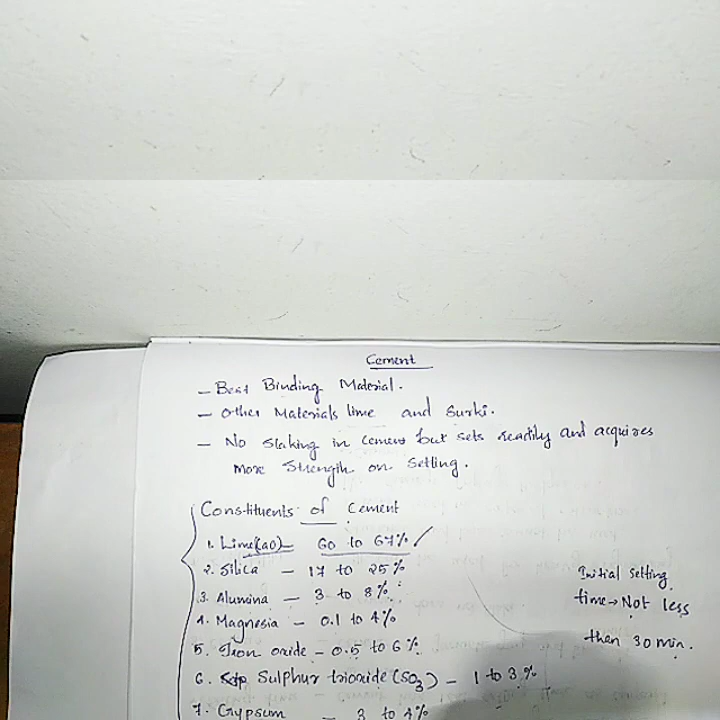 Cement
- Best Binding Material.
- Other Materials lime and Surki.
- No Slaking in cement but sets readily and acquires
more Strength on Setting.
Constituents of Cement
1. Lime(CaO) 60 to 67% ✓
2. Silica - 17 to 25%
3. Alumina - 3 to 8%
4. Magnesia - 0.1 to 4%
5. Iron oxide - 0.5 to 6%
6. Sulphur trioxide (SO3) - 1 to 3%
7. Gypsum - 3 to 4%
Initial setting
time→Not less
then 30 min.